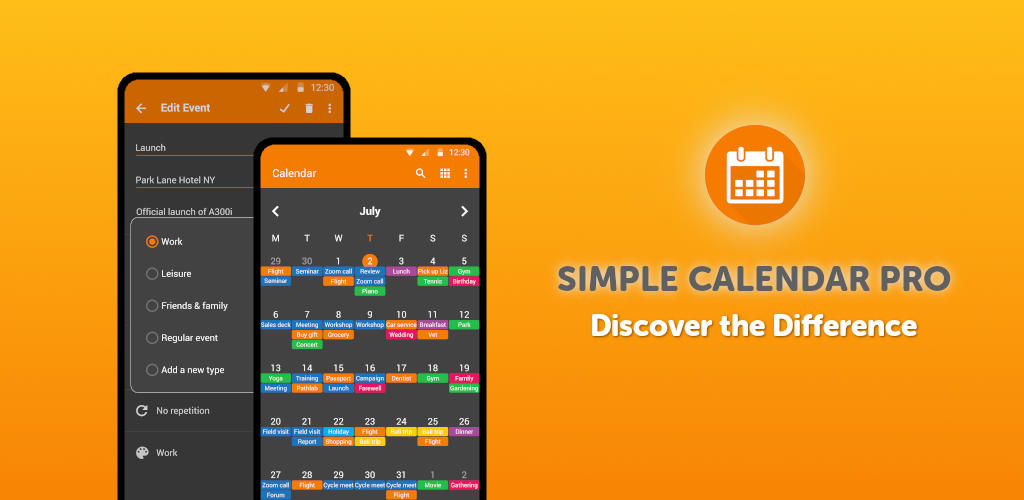 12:30
Edit Event
Launch
Park Lane Hotel NY
Official launch of A300i
Work
Leisure
Friends & family
Regular event
Add a new type
No repetition
Work
12:30
Calendar
July
M T W T F S S
29 30 1 2 3 4 5
Flight Seminar Zoom call Review Lunch Pick up Liz Gym
Seminar Flight Zoom call Tennis Birthday
Piano
6 7 8 9 10 11 12
Sales deck Meeting Workshop Workshop Car service Breakfast Park
Buy gift Grocery Wedding Vet
Concert
13 14 15 16 17 18 19
Yoga Training Passport Campaign Dentist Gym Family
Meeting Pathlab Launch Farewell Gardening
20 21 22 23 24 25 26
Field visit Field visit Holiday Flight Bali trip Bali trip Dinner
Report Shopping Bali trip Flight
27 28 29 30 31 1 2
Zoom call Flight Cycle meet Cycle meet Cycle meet Movie Gathering
Forum Flight
SIMPLE CALENDAR PRO
Discover the Difference